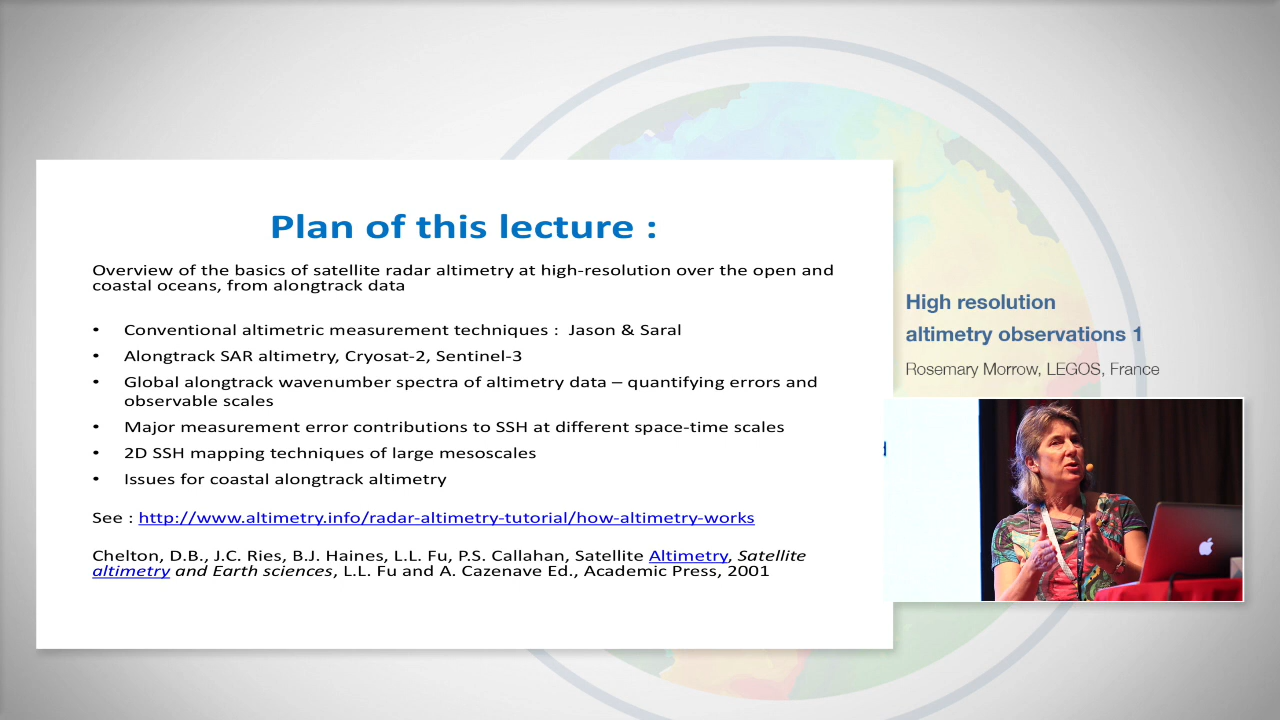 Plan of this lecture :
Overview of the basics of satellite radar altimetry at high-resolution over the open and
coastal oceans, from alongtrack data
• Conventional altimetric measurement techniques : Jason & Saral
• Alongtrack SAR altimetry, Cryosat-2, Sentinel-3
• Global alongtrack wavenumber spectra of altimetry data – quantifying errors and
observable scales
• Major measurement error contributions to SSH at different space-time scales
• 2D SSH mapping techniques of large mesoscales
• Issues for coastal alongtrack altimetry
See : http://www.altimetry.info/radar-altimetry-tutorial/how-altimetry-works
Chelton, D.B., J.C. Ries, B.J. Haines, L.L. Fu, P.S. Callahan, Satellite Altimetry, Satellite
altimetry and Earth sciences, L.L. Fu and A. Cazenave Ed., Academic Press, 2001
High resolution
altimetry observations 1
Rosemary Morrow, LEGOS, France